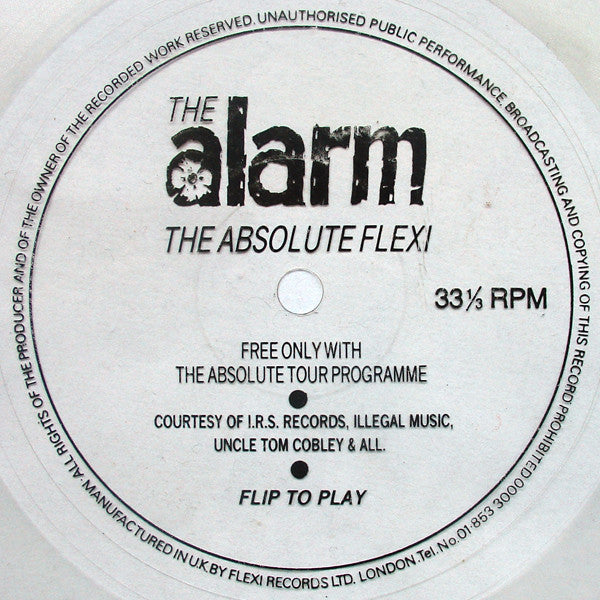 THE
alarm
THE ABSOLUTE FLEXI
33⅓ RPM
FREE ONLY WITH
THE ABSOLUTE TOUR PROGRAMME
COURTESY OF I.R.S. RECORDS, ILLEGAL MUSIC,
UNCLE TOM COBLEY & ALL.
FLIP TO PLAY
ALL RIGHTS OF THE PRODUCER AND OF THE OWNER OF THE RECORDED WORK RESERVED. UNAUTHORISED PUBLIC PERFORMANCE, BROADCASTING AND COPYING OF THIS RECORD PROHIBITED
MANUFACTURED IN U.K BY FLEXI RECORDS LTD. LONDON. Tel. No. 01·853 3000